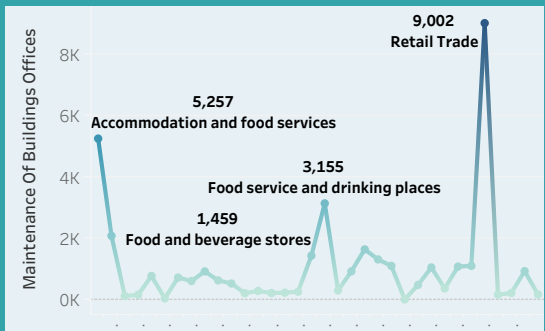 Maintenance Of Buildings Offices
9,002
Retail Trade
8K
5,257
Accommodation and food services
6K
3,155
Food service and drinking places
4K
1,459
Food and beverage stores
2K
0K